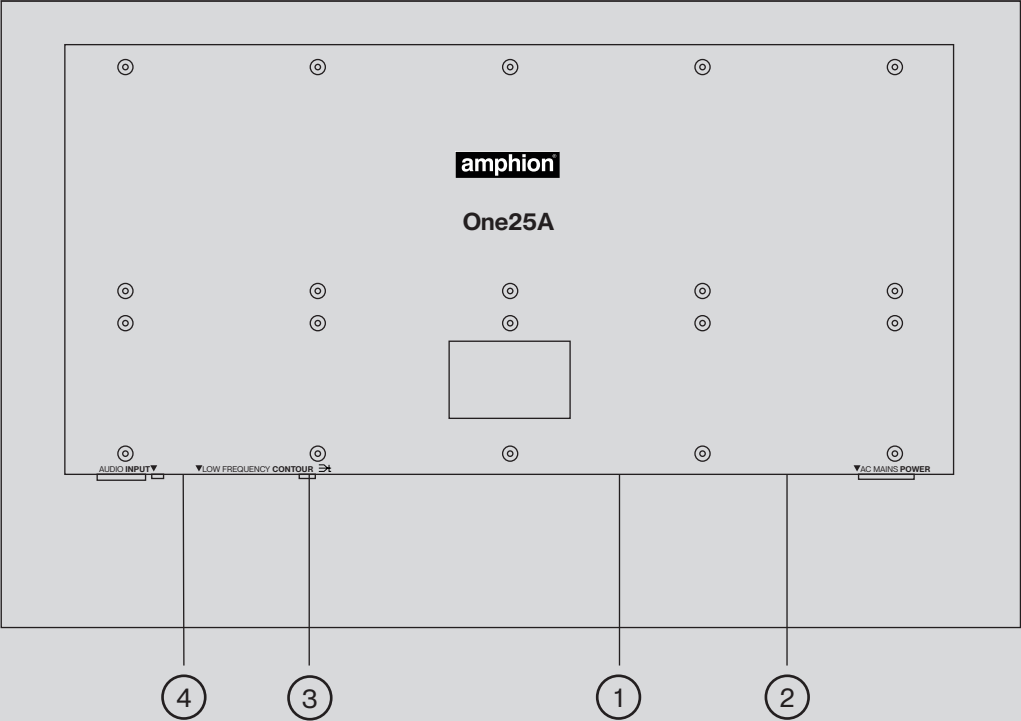 amphion®
One25A
AUDIO INPUT▼ ▼LOW FREQUENCY CONTOUR ▼AC MAINS POWER
4 3 1 2